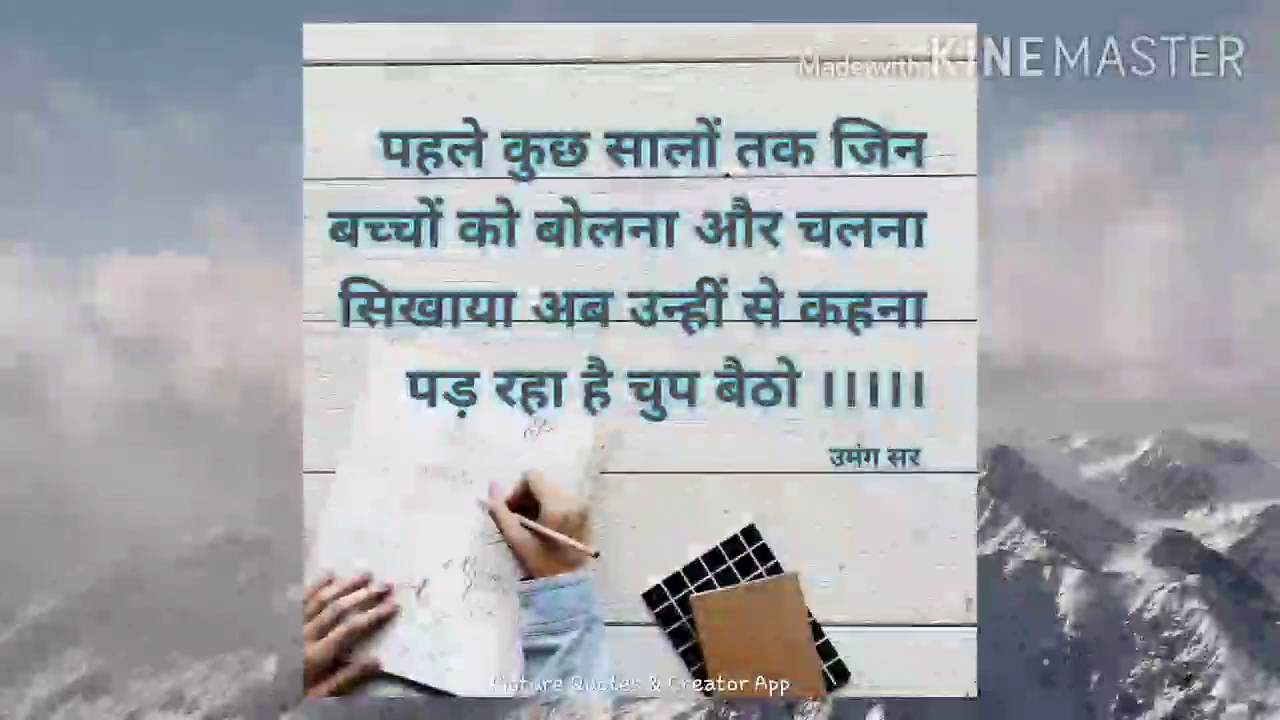 Made with KINEMASTER
पहले कुछ सालों तक जिन
बच्चों को बोलना और चलना
सिखाया अब उन्हीं से कहना
पड़ रहा है चुप बैठो ।।।।।
उमंग सर
Picture Quotes & Creator App